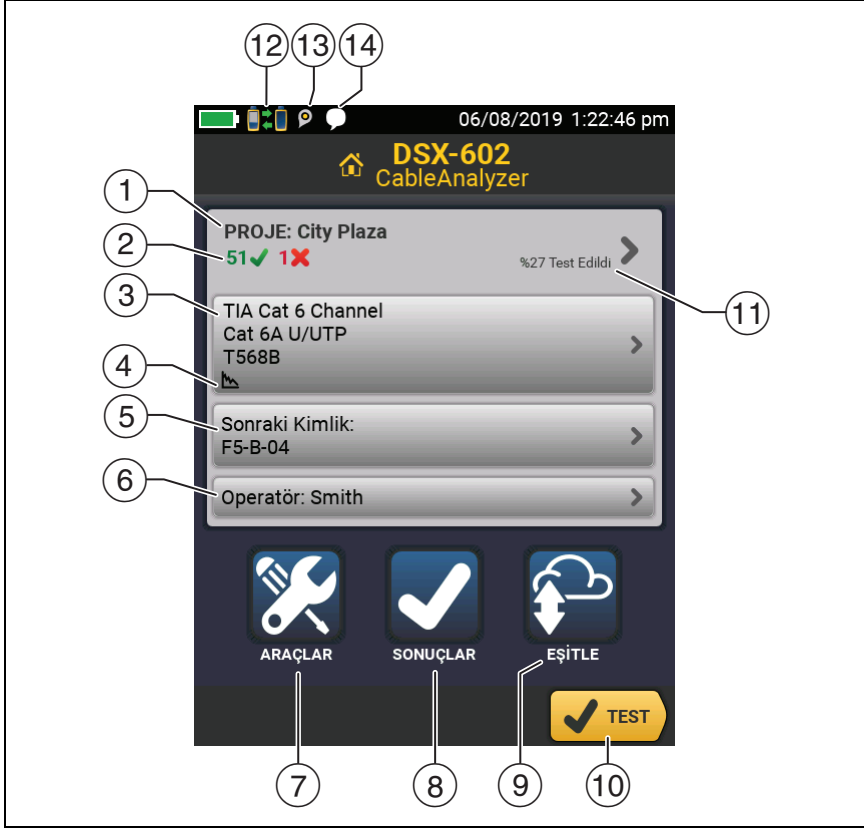 12 13 14
06/08/2019 1:22:46 pm
DSX-602
CableAnalyzer
1
PROJE: City Plaza
2
51 1
%27 Test Edildi
11
3
TIA Cat 6 Channel
Cat 6A U/UTP
T568B
4
5
Sonraki Kimlik:
F5-B-04
6
Operatör: Smith
ARAÇLAR SONUÇLAR EŞİTLE
TEST
7 8 9 10